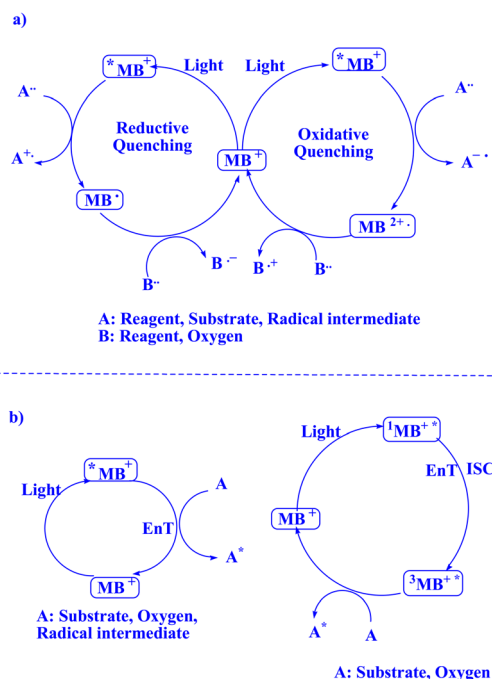 a)
*MB+
Light
Light
*MB+
A··
A··
Reductive
Quenching
Oxidative
Quenching
MB+
A+·
A−·
MB·
MB2+·
B·−
B·+
B··
B··
A: Reagent, Substrate, Radical intermediate
B: Reagent, Oxygen
b)
1MB+*
Light
*MB+
EnT ISC
Light
A
EnT
MB+
A*
MB+
3MB+*
A: Substrate, Oxygen,
Radical intermediate
A*
A
A: Substrate, Oxygen